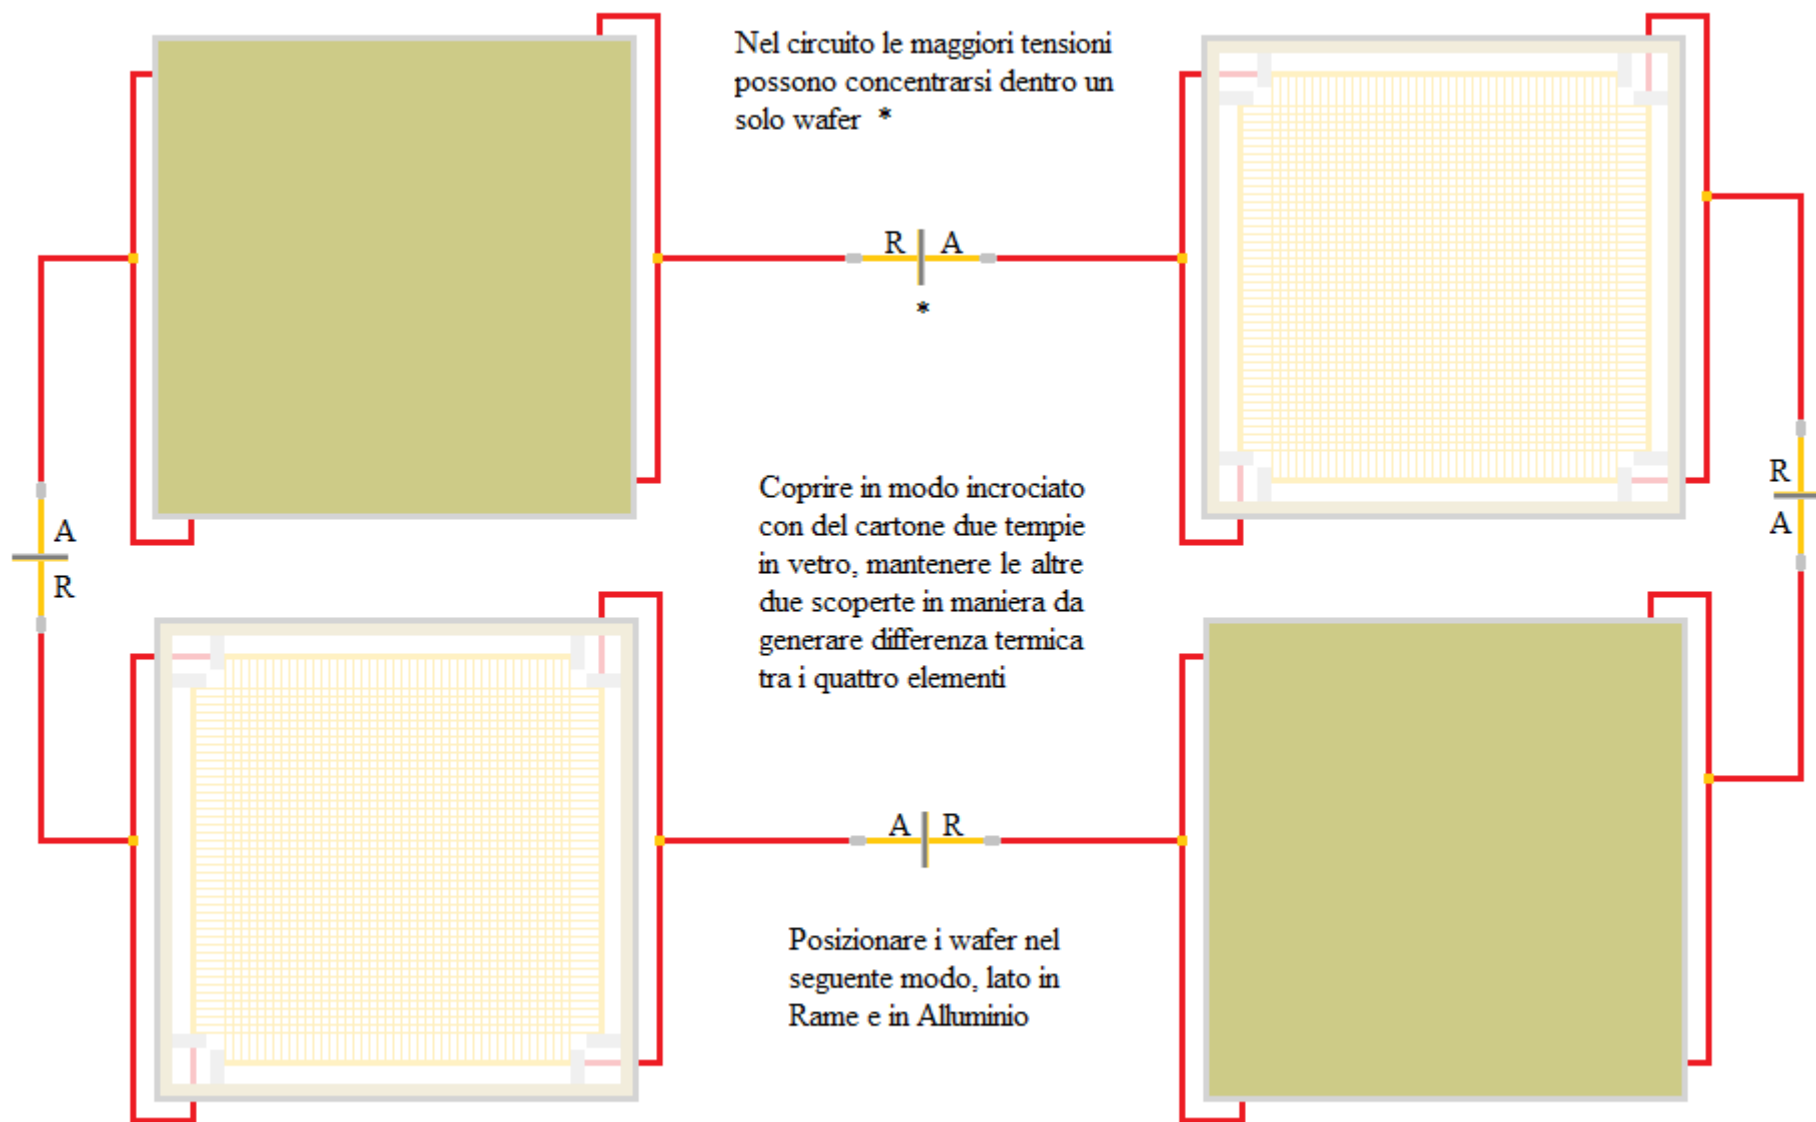 Nel circuito le maggiori tensioni
possono concentrarsi dentro un
solo wafer *
R A
*
Coprire in modo incrociato
con del cartone due tempie
in vetro, mantenere le altre
due scoperte in maniera da
generare differenza termica
tra i quattro elementi
A
R
R
A
A R
Posizionare i wafer nel
seguente modo, lato in
Rame e in Alluminio